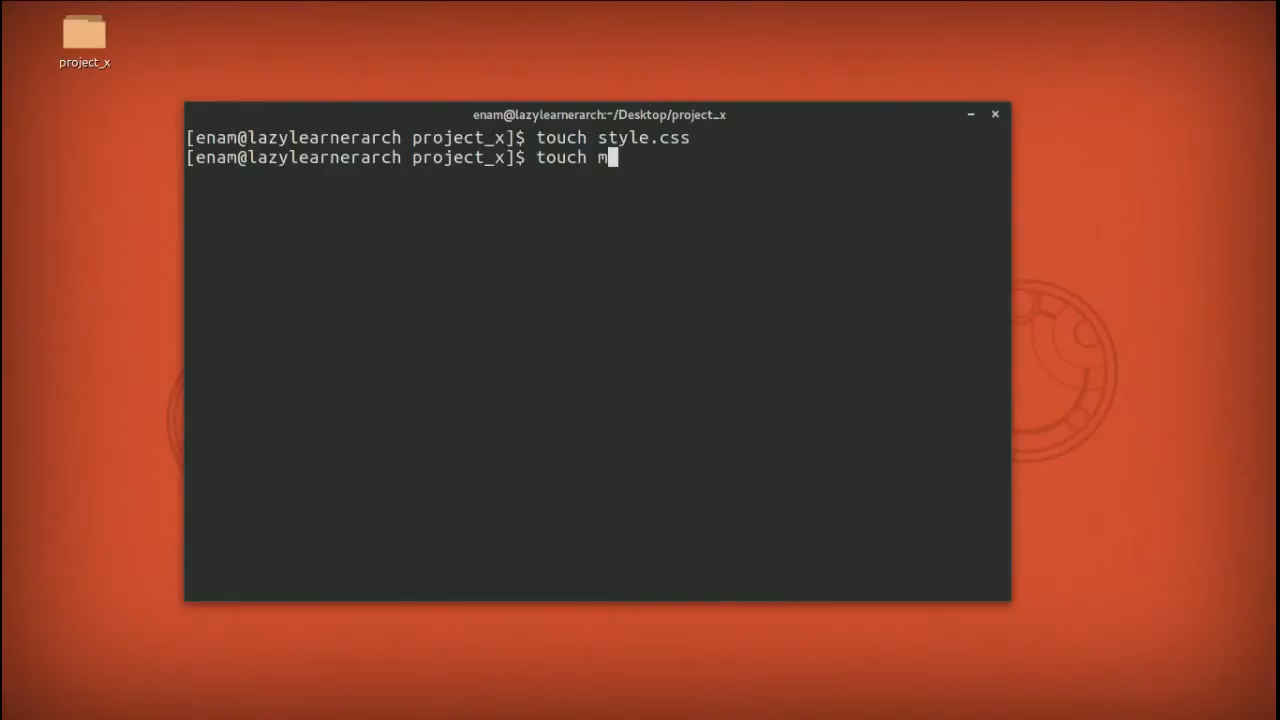 project_x
enam@lazylearnerarch:~/Desktop/project_x
[enam@lazylearnerarch project_x]$ touch style.css
[enam@lazylearnerarch project_x]$ touch m